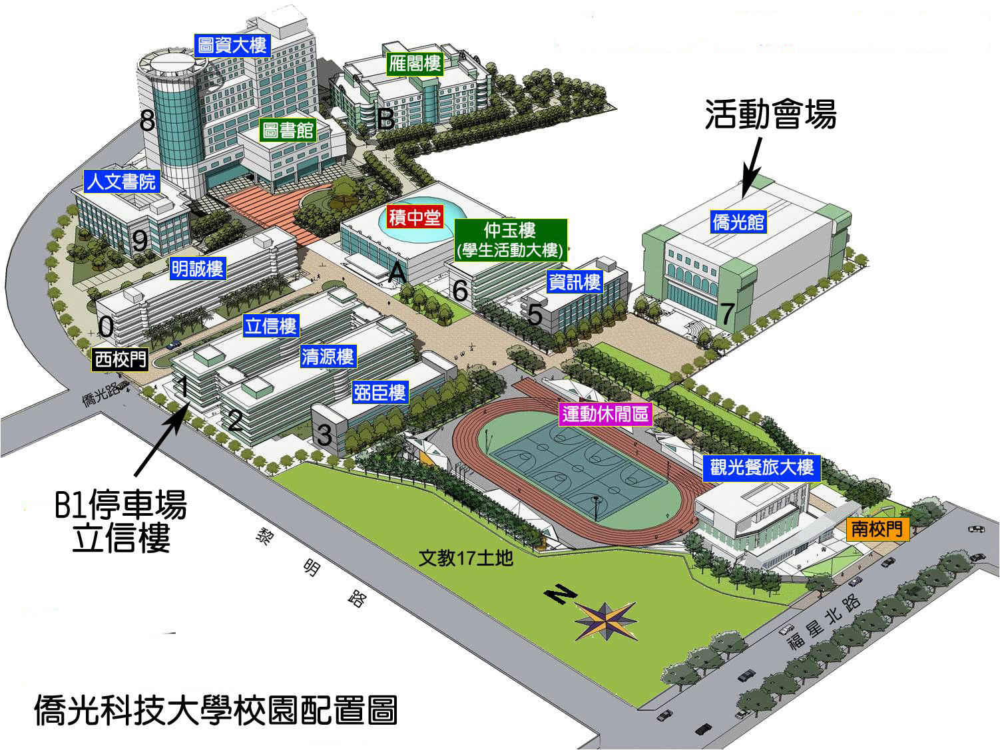 圖資大樓
雁閣樓
8
B
圖書館
活動會場
人文書院
9
積中堂
A
仲玉樓
(學生活動大樓)
6
僑光館
7
明誠樓
0
資訊樓
5
立信樓
1
清源樓
2
西校門
僑光路
弼臣樓
3
運動休閒區
觀光餐旅大樓
南校門
B1停車場
立信樓
黎明路
文教17土地
N
福星北路
僑光科技大學校園配置圖